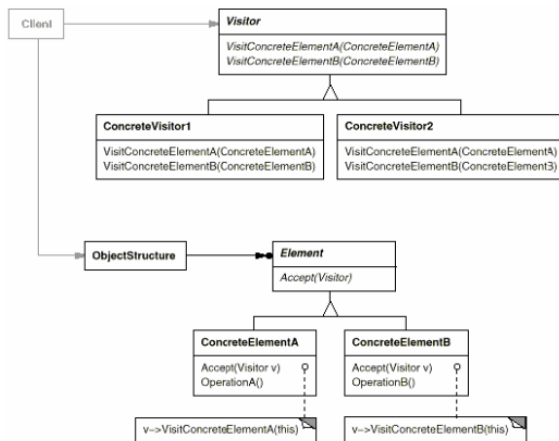 Client
Visitor
VisitConcreteElementA(ConcreteElementA)
VisitConcreteElementB(ConcreteElementB)
ConcreteVisitor1
VisitConcreteElementA(ConcreteElementA)
VisitConcreteElementB(ConcreteElementB)
ConcreteVisitor2
VisitConcreteElementA(ConcreteElementA)
VisitConcreteElementB(ConcreteElementB)
ObjectStructure
Element
Accept(Visitor)
ConcreteElementA
Accept(Visitor v)
OperationA()
ConcreteElementB
Accept(Visitor v)
OperationB()
v->VisitConcreteElementA(this)
v->VisitConcreteElementB(this)